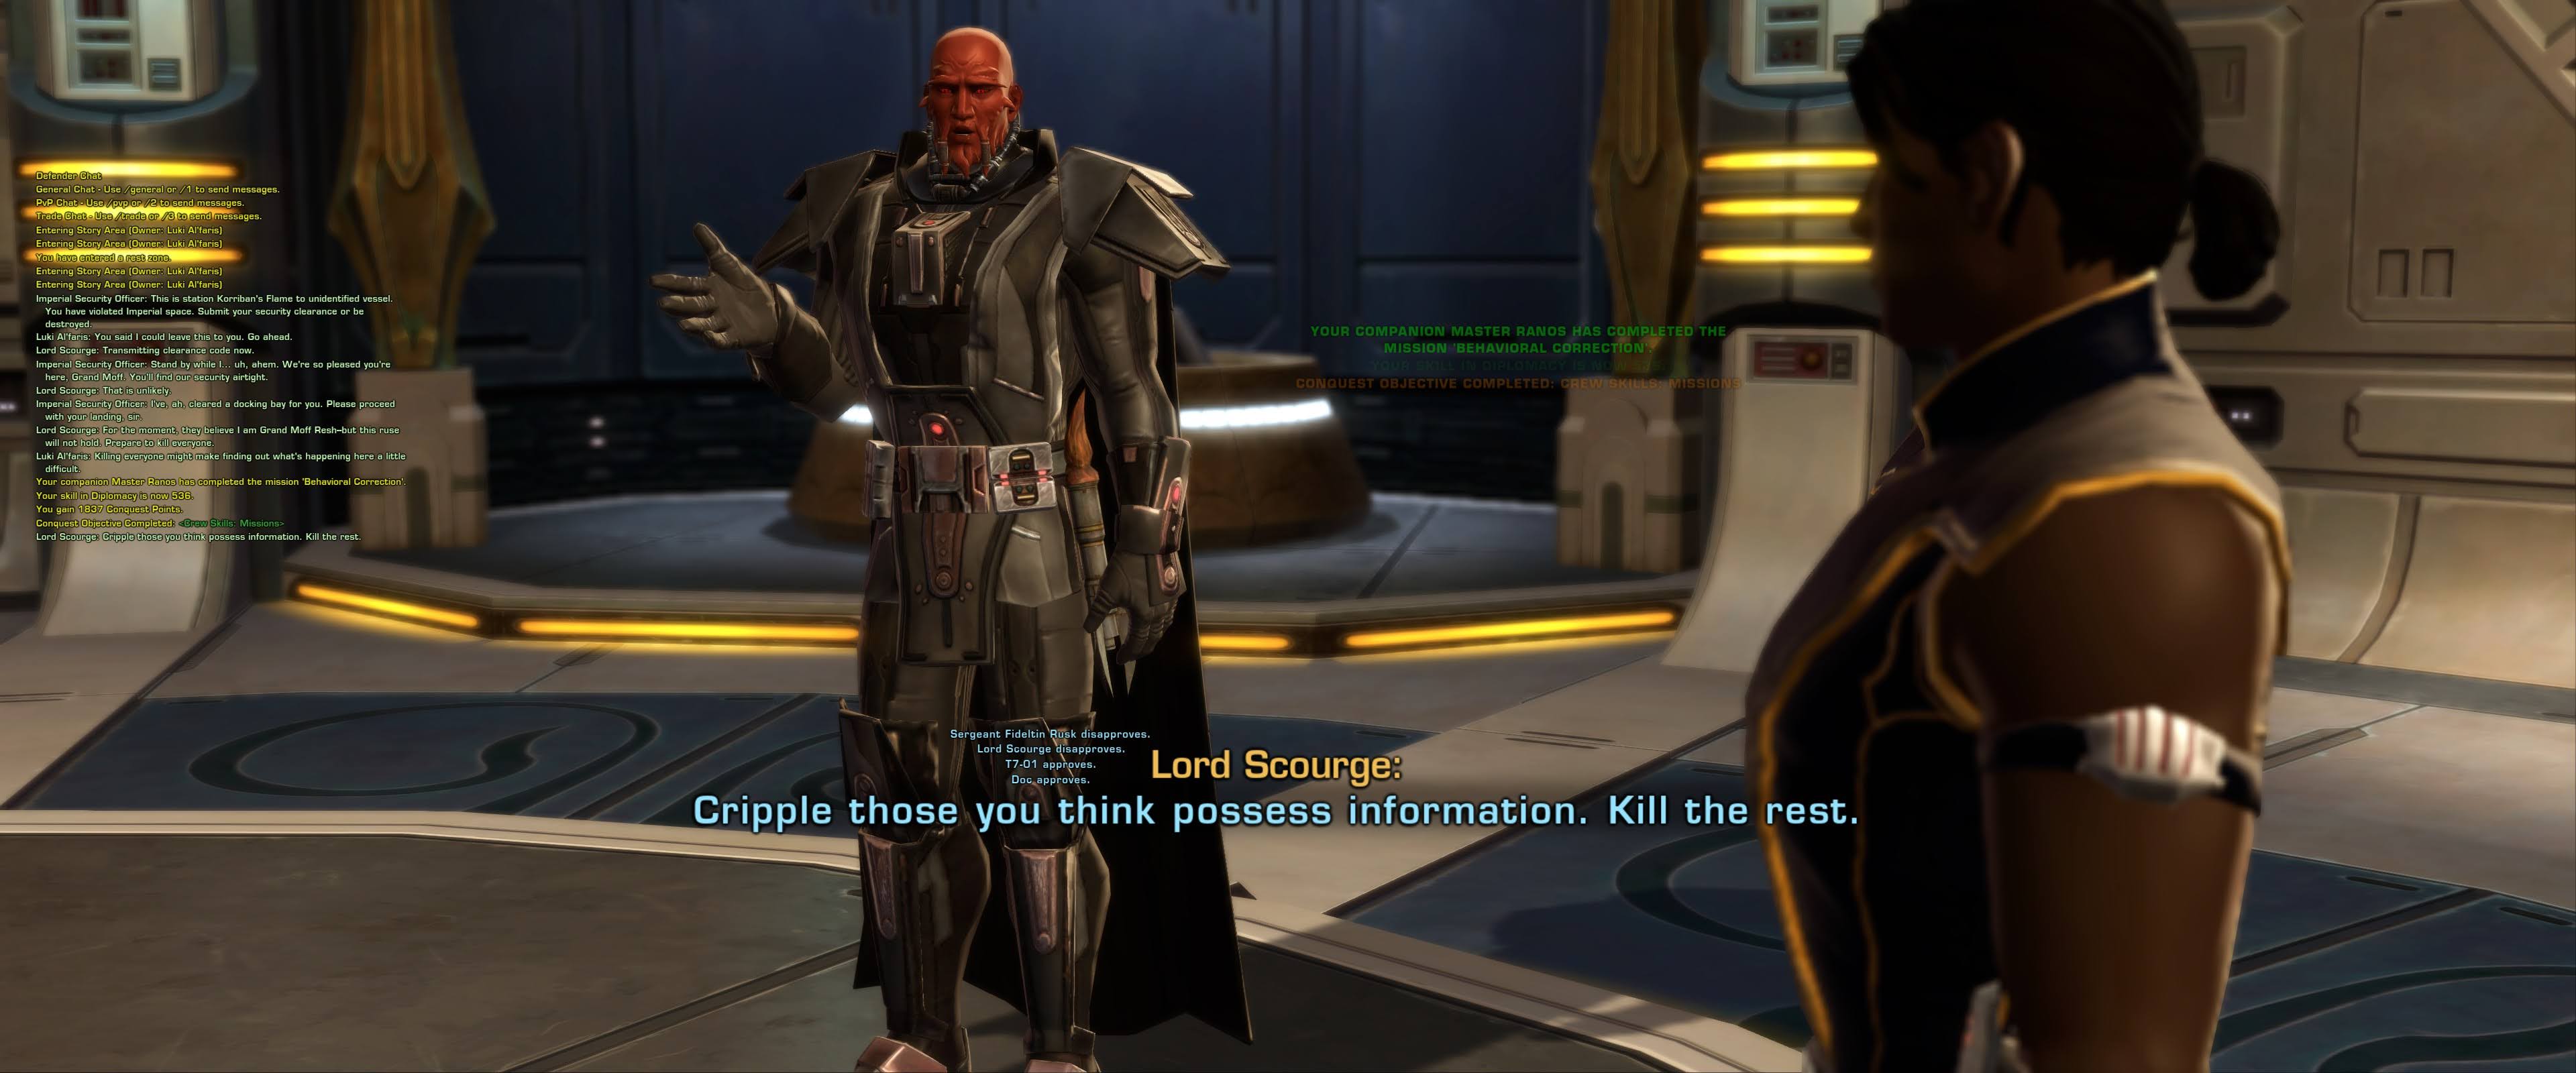 Defender Chat
General Chat - Use /general or /1 to send messages.
PvP Chat - Use /pvp or /2 to send messages.
Trade Chat - Use /trade or /3 to send messages.
Entering Story Area (Owner: Luki Al'faris)
Entering Story Area (Owner: Luki Al'faris)
You have entered a rest zone.
Entering Story Area (Owner: Luki Al'faris)
Entering Story Area (Owner: Luki Al'faris)
Imperial Security Officer: This is station Korriban's Flame to unidentified vessel.
You have violated Imperial space. Submit your security clearance or be
destroyed.
Luki Al'faris: You said I could leave this to you. Go ahead.
Lord Scourge: Transmitting clearance code now.
Imperial Security Officer: Stand by while I... uh, ahem. We're so pleased you're
here, Grand Moff. You'll find our security airtight.
Lord Scourge: That is unlikely.
Imperial Security Officer: I've, ah, cleared a docking bay for you. Please proceed
with your landing, sir.
Lord Scourge: For the moment, they believe I am Grand Moff Resh–but this ruse
will not hold. Prepare to kill everyone.
Luki Al'faris: Killing everyone might make finding out what's happening here a little
difficult.
Your companion Master Ranos has completed the mission 'Behavioral Correction'.
Your skill in Diplomacy is now 536.
You gain 1837 Conquest Points.
Conquest Objective Completed: <Crew Skills: Missions>
Lord Scourge: Cripple those you think possess information. Kill the rest.
YOUR COMPANION MASTER RANOS HAS COMPLETED THE
MISSION 'BEHAVIORAL CORRECTION'.
YOUR SKILL IN DIPLOMACY IS NOW
CONQUEST OBJECTIVE COMPLETED: CREW SKILLS: MISSIONS
Sergeant Fideltin Rusk disapproves.
Lord Scourge disapproves.
T7-01 approves.
Doc approves.
Lord Scourge:
Cripple those you think possess information. Kill the rest.